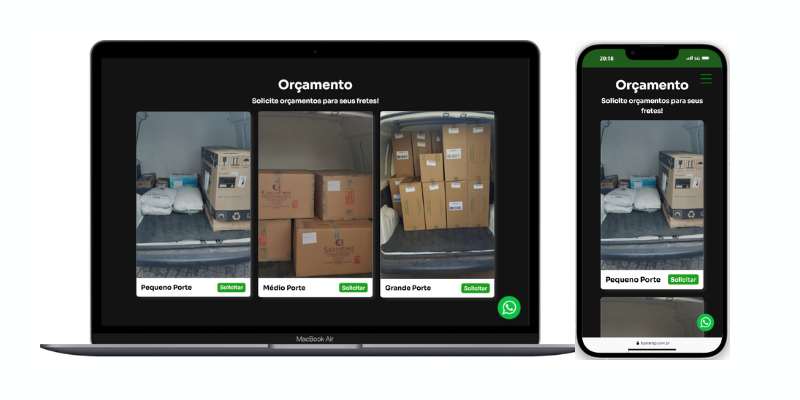 Orçamento
Solicite orçamentos para seus fretes!
Pequeno Porte
Solicitar
Médio Porte
Solicitar
Grande Porte
Solicitar
MacBook Air
20:18
5G
Orçamento
Solicite orçamentos para seus
fretes!
Pequeno Porte
Solicitar